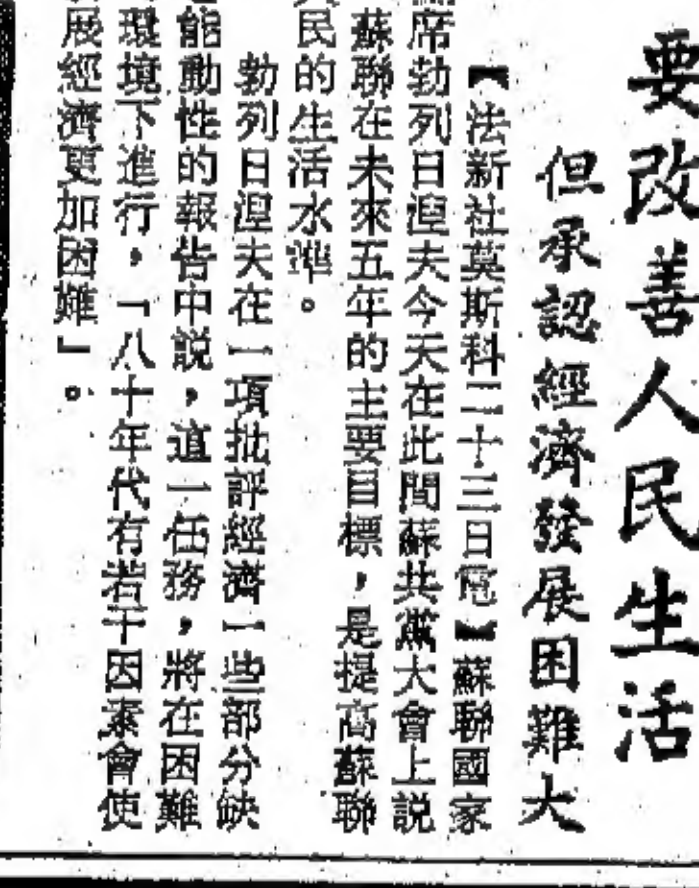 要改善人民生活
但承認經濟發展困難大
【法新社莫斯科二十三日電】蘇聯國家
席勃列日湼夫今天在此間蘇共黨大會上説
蘇聯在未來五年的主要目標，是提高蘇聯
民的生活水準。
勃列日湼夫在一項批評經濟一些部分缺
能動性的報告中説，這一任務，將在困難
環境下進行，「八十年代有若干因素會使
展經濟更加困難」。